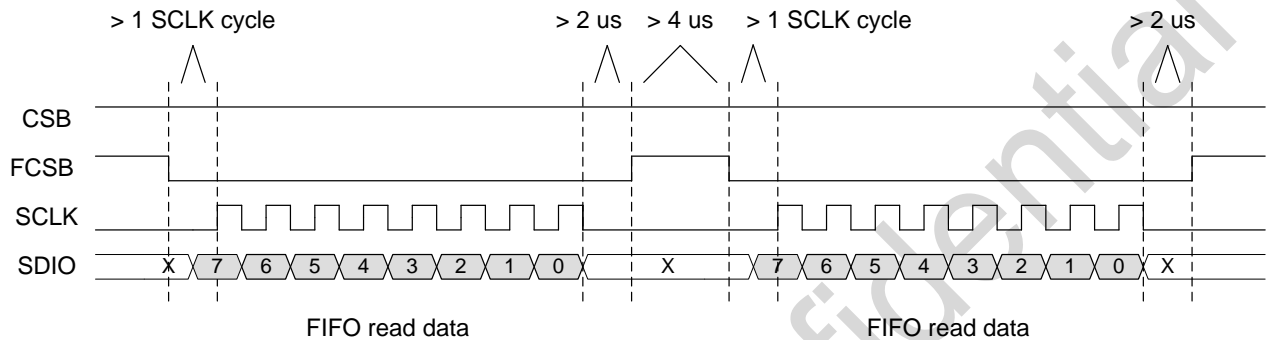 > 1 SCLK cycle > 2 us > 4 us > 1 SCLK cycle > 2 us
CSB
FCSB
SCLK
SDIO X 7 6 5 4 3 2 1 0 X 7 6 5 4 3 2 1 0 X
FIFO read data FIFO read data
fidential